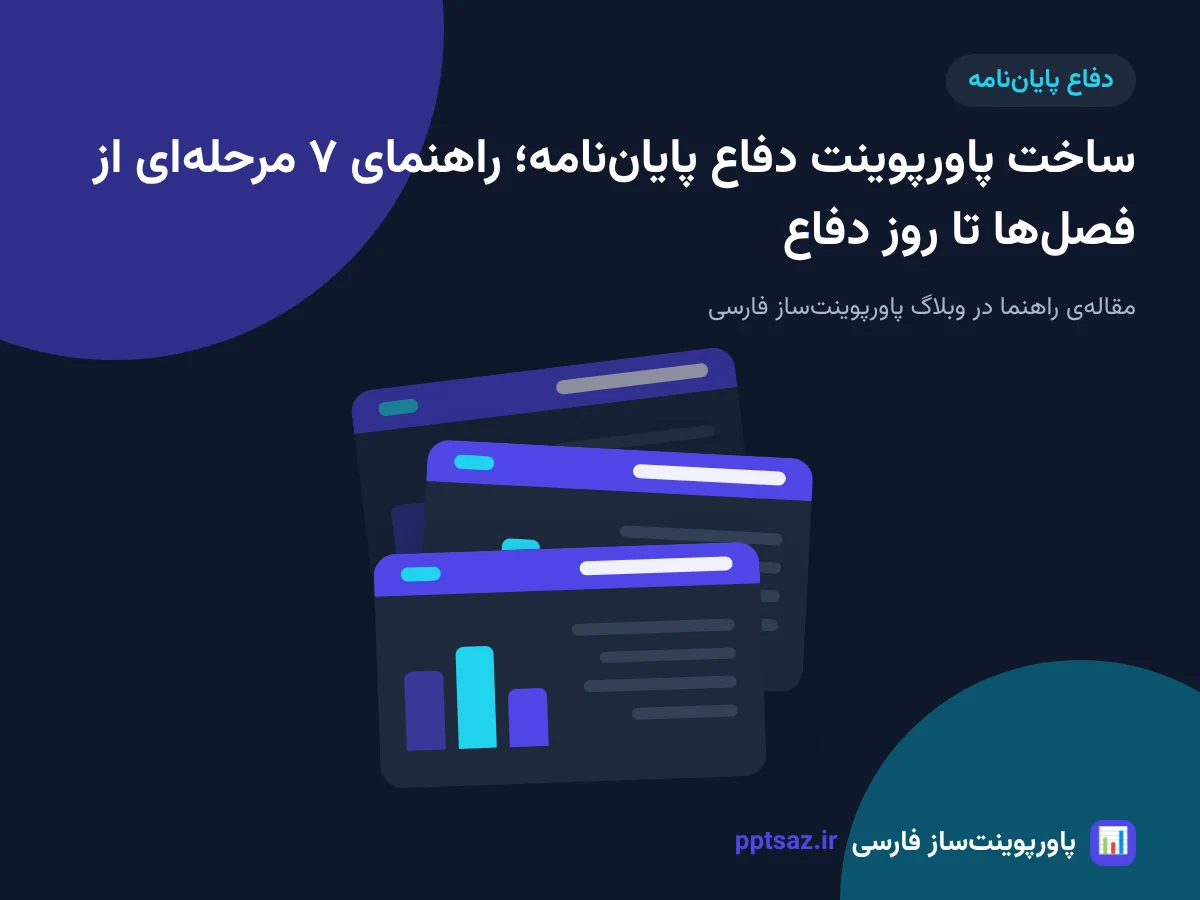 دفاع پایان‌نامه
ساخت پاورپوینت دفاع پایان‌نامه؛ راهنمای ۷ مرحله‌ای از
فصل‌ها تا روز دفاع
مقاله‌ی راهنما در وبلاگ پاورپوینت‌ساز فارسی
پاورپوینت‌ساز فارسی pptsaz.ir